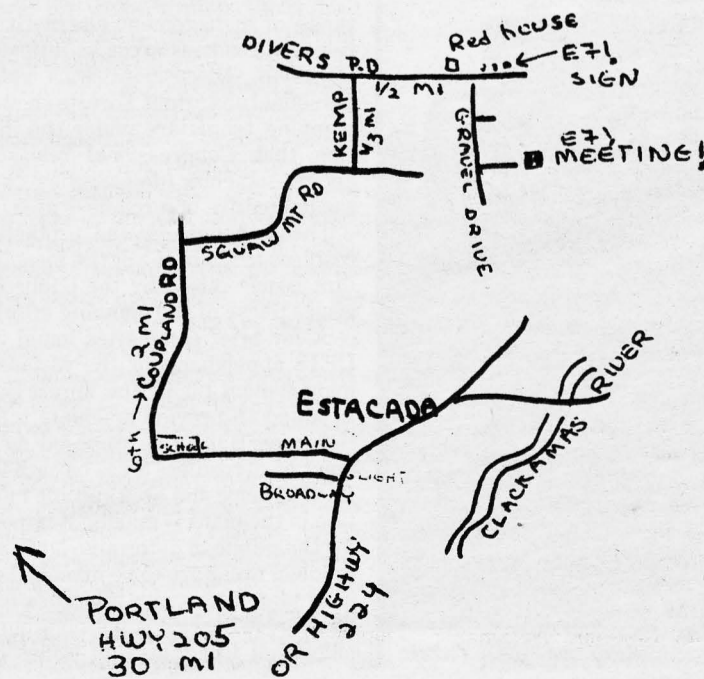 Red house
DIVERS R.D
E7!
SIGN
1/2 MI
KEMP
1/3 MI
GRAVEL DRIVE
E7!
MEETING!
SQUAW MT RD
COUPLAND RD
2 MI
6th
ESTACADA
SCHOOL
MAIN
LIGHT
BROADWAY
CLACKAMAS RIVER
OR HIGHWY
224
PORTLAND
HWY 205
30 MI